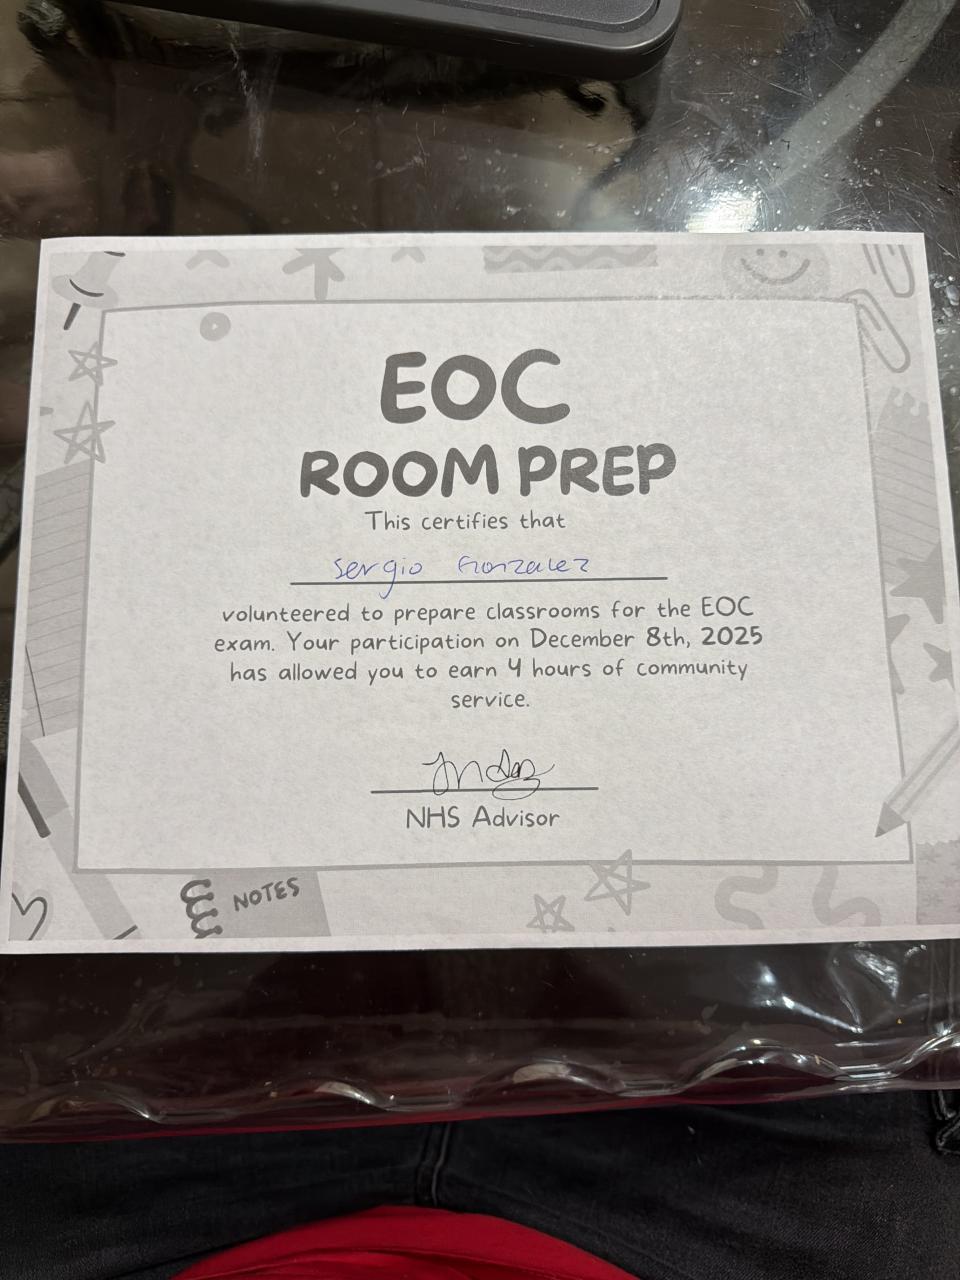 EOC
ROOM PREP
This certifies that
Sergio Gonzalez
volunteered to prepare classrooms for the EOC
exam. Your participation on December 8th, 2025
has allowed you to earn 4 hours of community
service.
NHS Advisor
NOTES